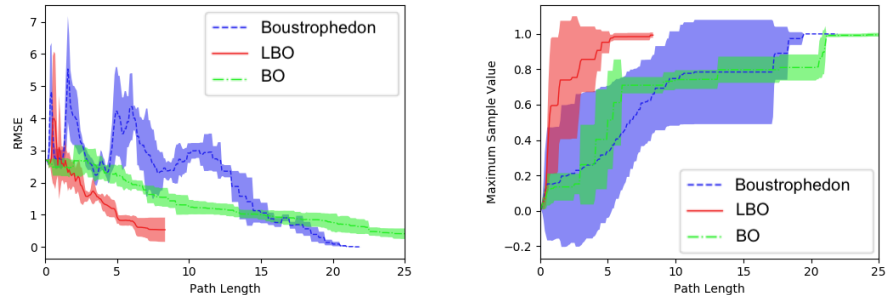 7
6
5
4
3
2
1
0
RMSE
0 5 10 15 20 25
Path Length
Boustrophedon
LBO
BO
1.0
0.8
0.6
0.4
0.2
0.0
−0.2
Maximum Sample Value
0 5 10 15 20 25
Path Length
Boustrophedon
LBO
BO